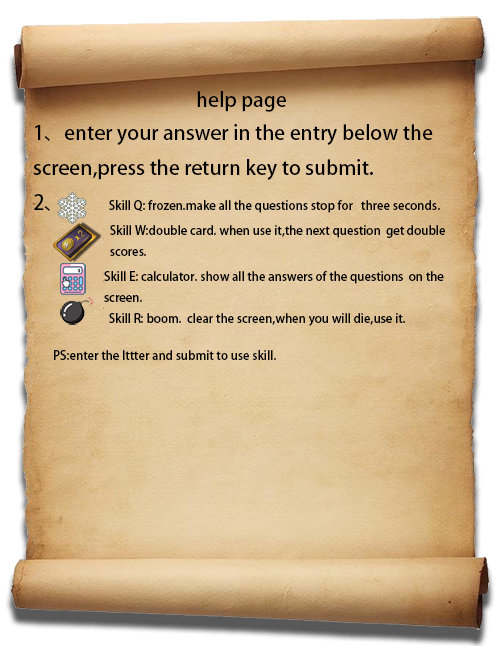 help page
1、enter your answer in the entry below the
screen,press the return key to submit.
2、
Skill Q: frozen.make all the questions stop for three seconds.
x2
Skill W:double card. when use it,the next question get double
scores.
Skill E: calculator. show all the answers of the questions on the
screen.
Skill R: boom. clear the screen,when you will die,use it.
PS:enter the lttter and submit to use skill.